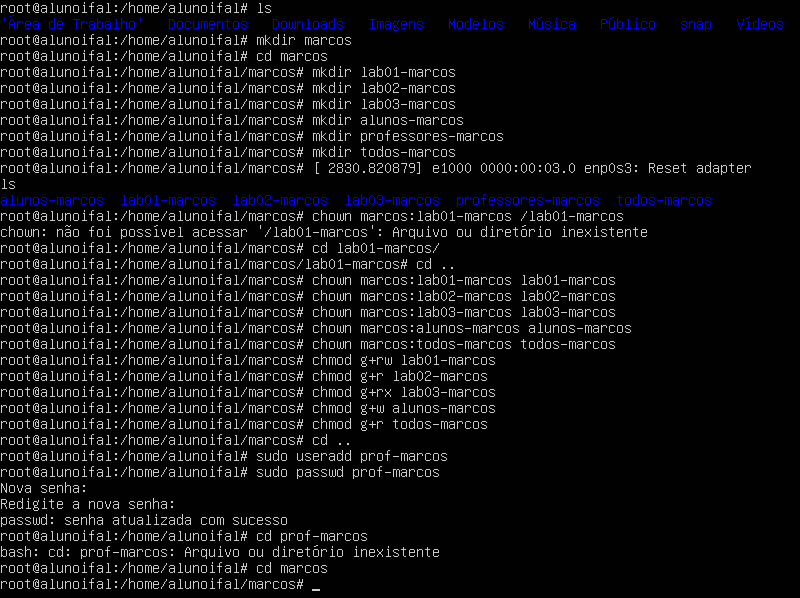 root@alunoifal:/home/alunoifal# ls
'Área de Trabalho'   Documentos   Downloads   Imagens   Modelos   Música   Público   snap   Vídeos
root@alunoifal:/home/alunoifal# mkdir marcos
root@alunoifal:/home/alunoifal# cd marcos
root@alunoifal:/home/alunoifal/marcos# mkdir lab01-marcos
root@alunoifal:/home/alunoifal/marcos# mkdir lab02-marcos
root@alunoifal:/home/alunoifal/marcos# mkdir lab03-marcos
root@alunoifal:/home/alunoifal/marcos# mkdir alunos-marcos
root@alunoifal:/home/alunoifal/marcos# mkdir professores-marcos
root@alunoifal:/home/alunoifal/marcos# mkdir todos-marcos
root@alunoifal:/home/alunoifal/marcos# [ 2830.820879] e1000 0000:00:03.0 enp0s3: Reset adapter
ls
alunos-marcos  lab01-marcos  lab02-marcos  lab03-marcos  professores-marcos  todos-marcos
root@alunoifal:/home/alunoifal/marcos# chown marcos:lab01-marcos /lab01-marcos
chown: não foi possível acessar '/lab01-marcos': Arquivo ou diretório inexistente
root@alunoifal:/home/alunoifal/marcos# cd lab01-marcos/
root@alunoifal:/home/alunoifal/marcos/lab01-marcos# cd ..
root@alunoifal:/home/alunoifal/marcos# chown marcos:lab01-marcos lab01-marcos
root@alunoifal:/home/alunoifal/marcos# chown marcos:lab02-marcos lab02-marcos
root@alunoifal:/home/alunoifal/marcos# chown marcos:lab03-marcos lab03-marcos
root@alunoifal:/home/alunoifal/marcos# chown marcos:alunos-marcos alunos-marcos
root@alunoifal:/home/alunoifal/marcos# chown marcos:todos-marcos todos-marcos
root@alunoifal:/home/alunoifal/marcos# chmod g+rw lab01-marcos
root@alunoifal:/home/alunoifal/marcos# chmod g+r lab02-marcos
root@alunoifal:/home/alunoifal/marcos# chmod g+rx lab03-marcos
root@alunoifal:/home/alunoifal/marcos# chmod g+w alunos-marcos
root@alunoifal:/home/alunoifal/marcos# chmod g+r todos-marcos
root@alunoifal:/home/alunoifal/marcos# cd ..
root@alunoifal:/home/alunoifal# sudo useradd prof-marcos
root@alunoifal:/home/alunoifal# sudo passwd prof-marcos
Nova senha:
Redigite a nova senha:
passwd: senha atualizada com sucesso
root@alunoifal:/home/alunoifal# cd prof-marcos
bash: cd: prof-marcos: Arquivo ou diretório inexistente
root@alunoifal:/home/alunoifal# cd marcos
root@alunoifal:/home/alunoifal/marcos# _